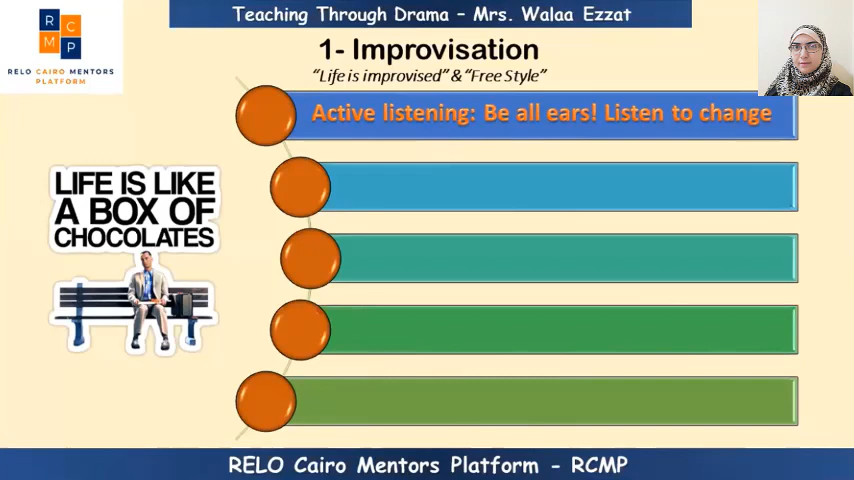 Teaching Through Drama – Mrs. Walaa Ezzat
R C
M P
RELO CAIRO MENTORS
PLATFORM
1- Improvisation
"Life is improvised" & "Free Style"
Active listening: Be all ears! Listen to change
LIFE IS LIKE
A BOX OF
CHOCOLATES
RELO Cairo Mentors Platform - RCMP